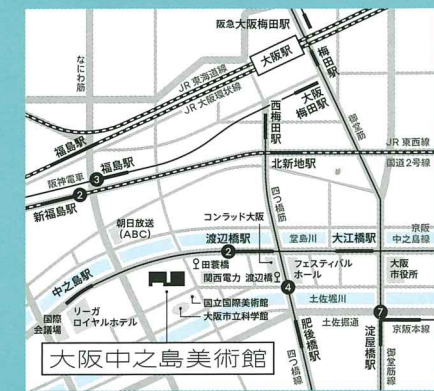 阪急大阪梅田駅
大阪駅
梅田駅
なにわ筋
JR 東海道線
JR 大阪環状線
大阪
梅田駅
西梅田駅
御堂筋
福島駅
JR 東西線
国道2号線
阪神電車
3
福島駅
北新地駅
2
新福島駅
四つ橋筋
朝日放送
(ABC)
コンラッド大阪
渡辺橋駅
堂島川
大江橋駅
京阪
中之島線
2
田蓑橋
関西電力
渡辺橋
フェスティバル
ホール
大阪
市役所
中之島駅
4
国立国際美術館
大阪市立科学館
土佐堀川
7
国際
会議場
リーガ
ロイヤルホテル
肥後橋駅
土佐堀道
淀屋橋駅
京阪本線
大阪中之島美術館
四つ橋線
御堂筋線